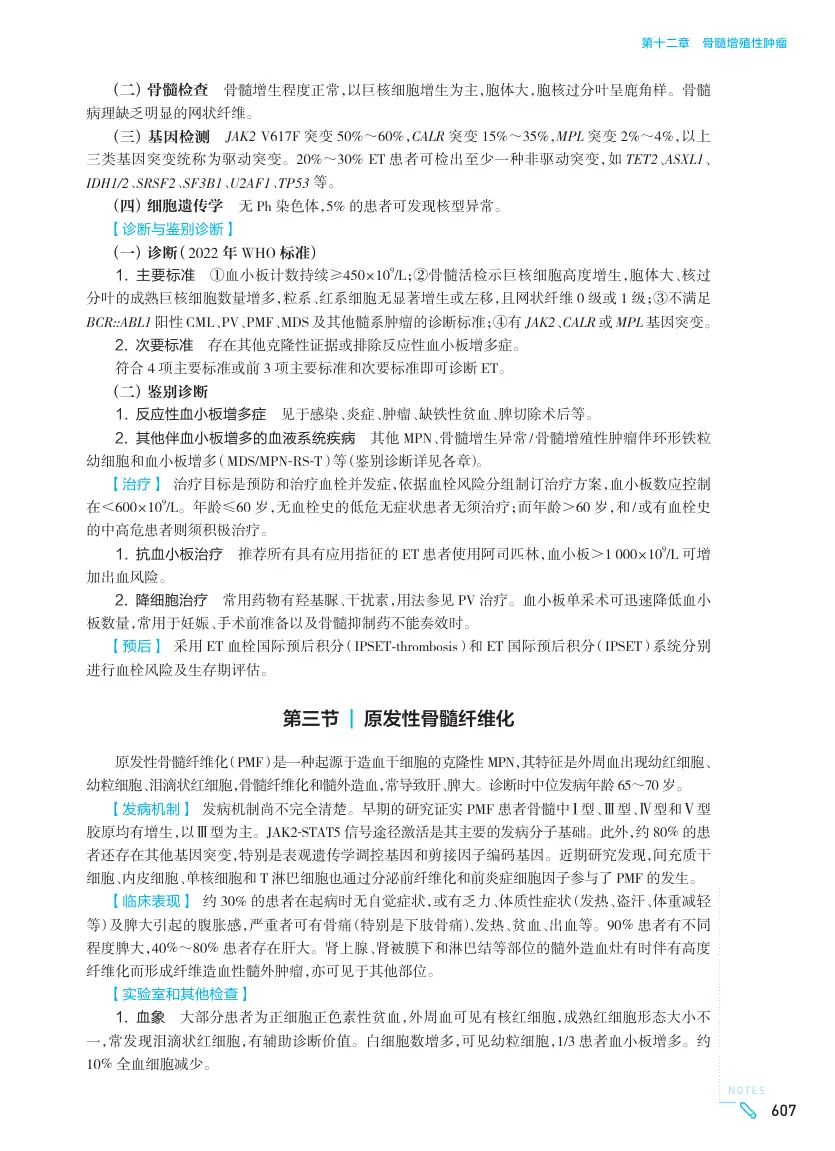 第十二章 骨髓增殖性肿瘤
（二）骨髓检查 骨髓增生程度正常,以巨核细胞增生为主,胞体大,胞核过分叶呈鹿角样。骨髓
病理缺乏明显的网状纤维。
（三）基因检测 JAK2 V617F 突变 50%～60%,CALR 突变 15%～35%,MPL 突变 2%～4%,以上
三类基因突变统称为驱动突变。20%～30% ET 患者可检出至少一种非驱动突变,如 TET2、ASXL1、
IDH1/2、SRSF2、SF3B1、U2AF1、TP53 等。
（四）细胞遗传学 无 Ph 染色体,5% 的患者可发现核型异常。
【诊断与鉴别诊断】
（一）诊断（2022 年 WHO 标准）
1. 主要标准 ①血小板计数持续≥450×10⁹/L;②骨髓活检示巨核细胞高度增生,胞体大、核过
分叶的成熟巨核细胞数量增多,粒系、红系细胞无显著增生或左移,且网状纤维 0 级或 1 级;③不满足
BCR::ABL1 阳性 CML、PV、PMF、MDS 及其他髓系肿瘤的诊断标准;④有 JAK2、CALR 或 MPL 基因突变。
2. 次要标准 存在其他克隆性证据或排除反应性血小板增多症。
符合 4 项主要标准或前 3 项主要标准和次要标准即可诊断 ET。
（二）鉴别诊断
1. 反应性血小板增多症 见于感染、炎症、肿瘤、缺铁性贫血、脾切除术后等。
2. 其他伴血小板增多的血液系统疾病 其他 MPN、骨髓增生异常/骨髓增殖性肿瘤伴环形铁粒
幼细胞和血小板增多（MDS/MPN-RS-T）等（鉴别诊断详见各章）。
【治疗】 治疗目标是预防和治疗血栓并发症,依据血栓风险分组制订治疗方案,血小板数应控制
在＜600×10⁹/L。年龄≤60 岁,无血栓史的低危无症状患者无须治疗;而年龄＞60 岁,和/或有血栓史
的中高危患者则须积极治疗。
1. 抗血小板治疗 推荐所有具有应用指征的 ET 患者使用阿司匹林,血小板＞1 000×10⁹/L 可增
加出血风险。
2. 降细胞治疗 常用药物有羟基脲、干扰素,用法参见 PV 治疗。血小板单采术可迅速降低血小
板数量,常用于妊娠、手术前准备以及骨髓抑制药不能奏效时。
【预后】 采用 ET 血栓国际预后积分（IPSET-thrombosis）和 ET 国际预后积分（IPSET）系统分别
进行血栓风险及生存期评估。
第三节 | 原发性骨髓纤维化
原发性骨髓纤维化（PMF）是一种起源于造血干细胞的克隆性 MPN,其特征是外周血出现幼红细胞、
幼粒细胞、泪滴状红细胞,骨髓纤维化和髓外造血,常导致肝、脾大。诊断时中位发病年龄 65～70 岁。
【发病机制】 发病机制尚不完全清楚。早期的研究证实 PMF 患者骨髓中Ⅰ型、Ⅲ型、Ⅳ型和Ⅴ型
胶原均有增生,以Ⅲ型为主。JAK2-STAT5 信号途径激活是其主要的发病分子基础。此外,约 80% 的患
者还存在其他基因突变,特别是表观遗传学调控基因和剪接因子编码基因。近期研究发现,间充质干
细胞、内皮细胞、单核细胞和 T 淋巴细胞也通过分泌前纤维化和前炎症细胞因子参与了 PMF 的发生。
【临床表现】 约 30% 的患者在起病时无自觉症状,或有乏力、体质性症状（发热、盗汗、体重减轻
等）及脾大引起的腹胀感,严重者可有骨痛（特别是下肢骨痛）、发热、贫血、出血等。90% 患者有不同
程度脾大,40%～80% 患者存在肝大。肾上腺、肾被膜下和淋巴结等部位的髓外造血灶有时伴有高度
纤维化而形成纤维造血性髓外肿瘤,亦可见于其他部位。
【实验室和其他检查】
1. 血象 大部分患者为正细胞正色素性贫血,外周血可见有核红细胞,成熟红细胞形态大小不
一,常发现泪滴状红细胞,有辅助诊断价值。白细胞数增多,可见幼粒细胞,1/3 患者血小板增多。约
10% 全血细胞减少。
NOTES
607